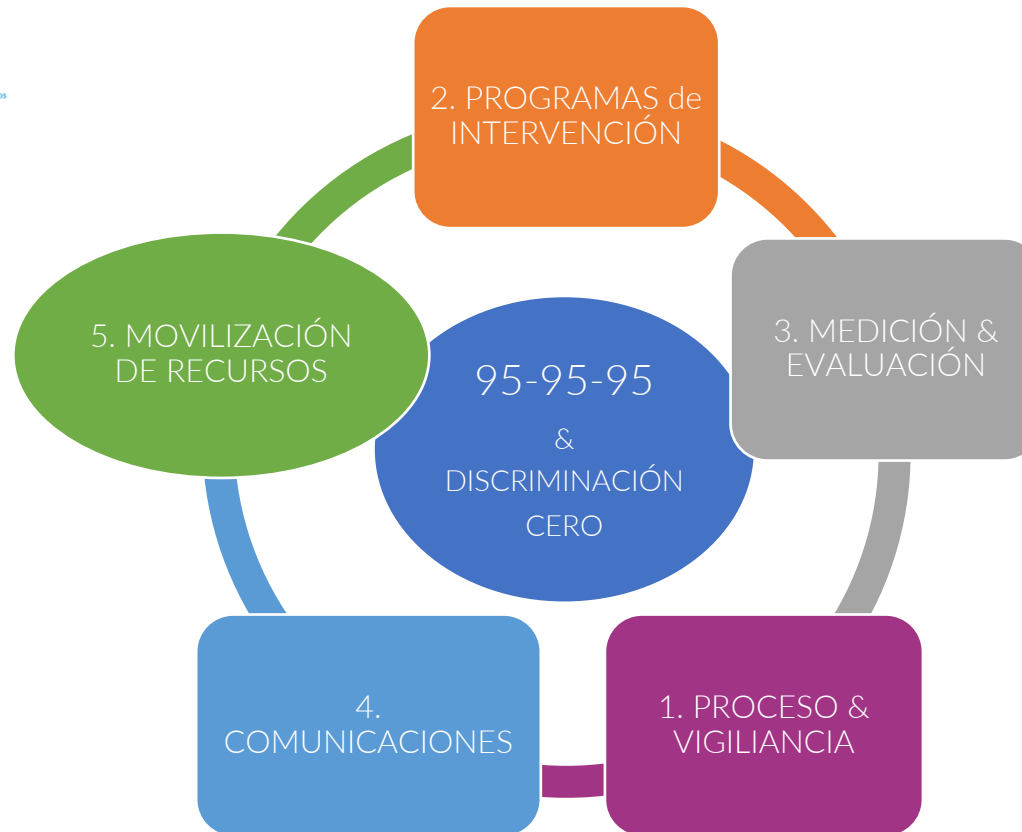 2. PROGRAMAS de
INTERVENCIÓN
5. MOVILIZACIÓN
DE RECURSOS
3. MEDICIÓN &
EVALUACIÓN
95-95-95
&
DISCRIMINACIÓN
CERO
4.
COMUNICACIONES
1. PROCESO &
VIGILIANCIA